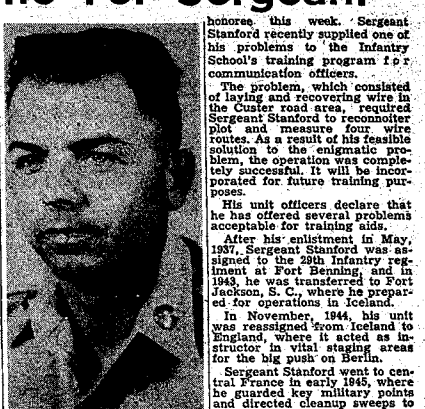 For Sergeant
honoree this week. Sergeant
Stanford recently supplied one of
his problems to the Infantry
School's training program for
communication officers.
The problem, which consisted
of laying and recovering wire in
the Custer road area, required
Sergeant Stanford to reconnoiter
plot and measure four wire
routes. As a result of his feasible
solution to the enigmatic pro-
blem, the operation was comple-
tely successful. It will be incor-
porated for future training pur-
poses.
His unit officers declare that
he has offered several problems
acceptable for training aids.
After his enlistment in May,
1937, Sergeant Stanford was as-
signed to the 29th Infantry reg-
iment at Fort Benning, and in
1943, he was transferred to Fort
Jackson, S. C., where he prepar-
ed for operations in Iceland.
In November, 1944, his unit
was reassigned from Iceland to
England, where it acted as in-
structor in vital staging areas
for the big push on Berlin.
Sergeant Stanford went to cen-
tral France in early 1945, where
he guarded key military points
and directed cleanup sweeps to